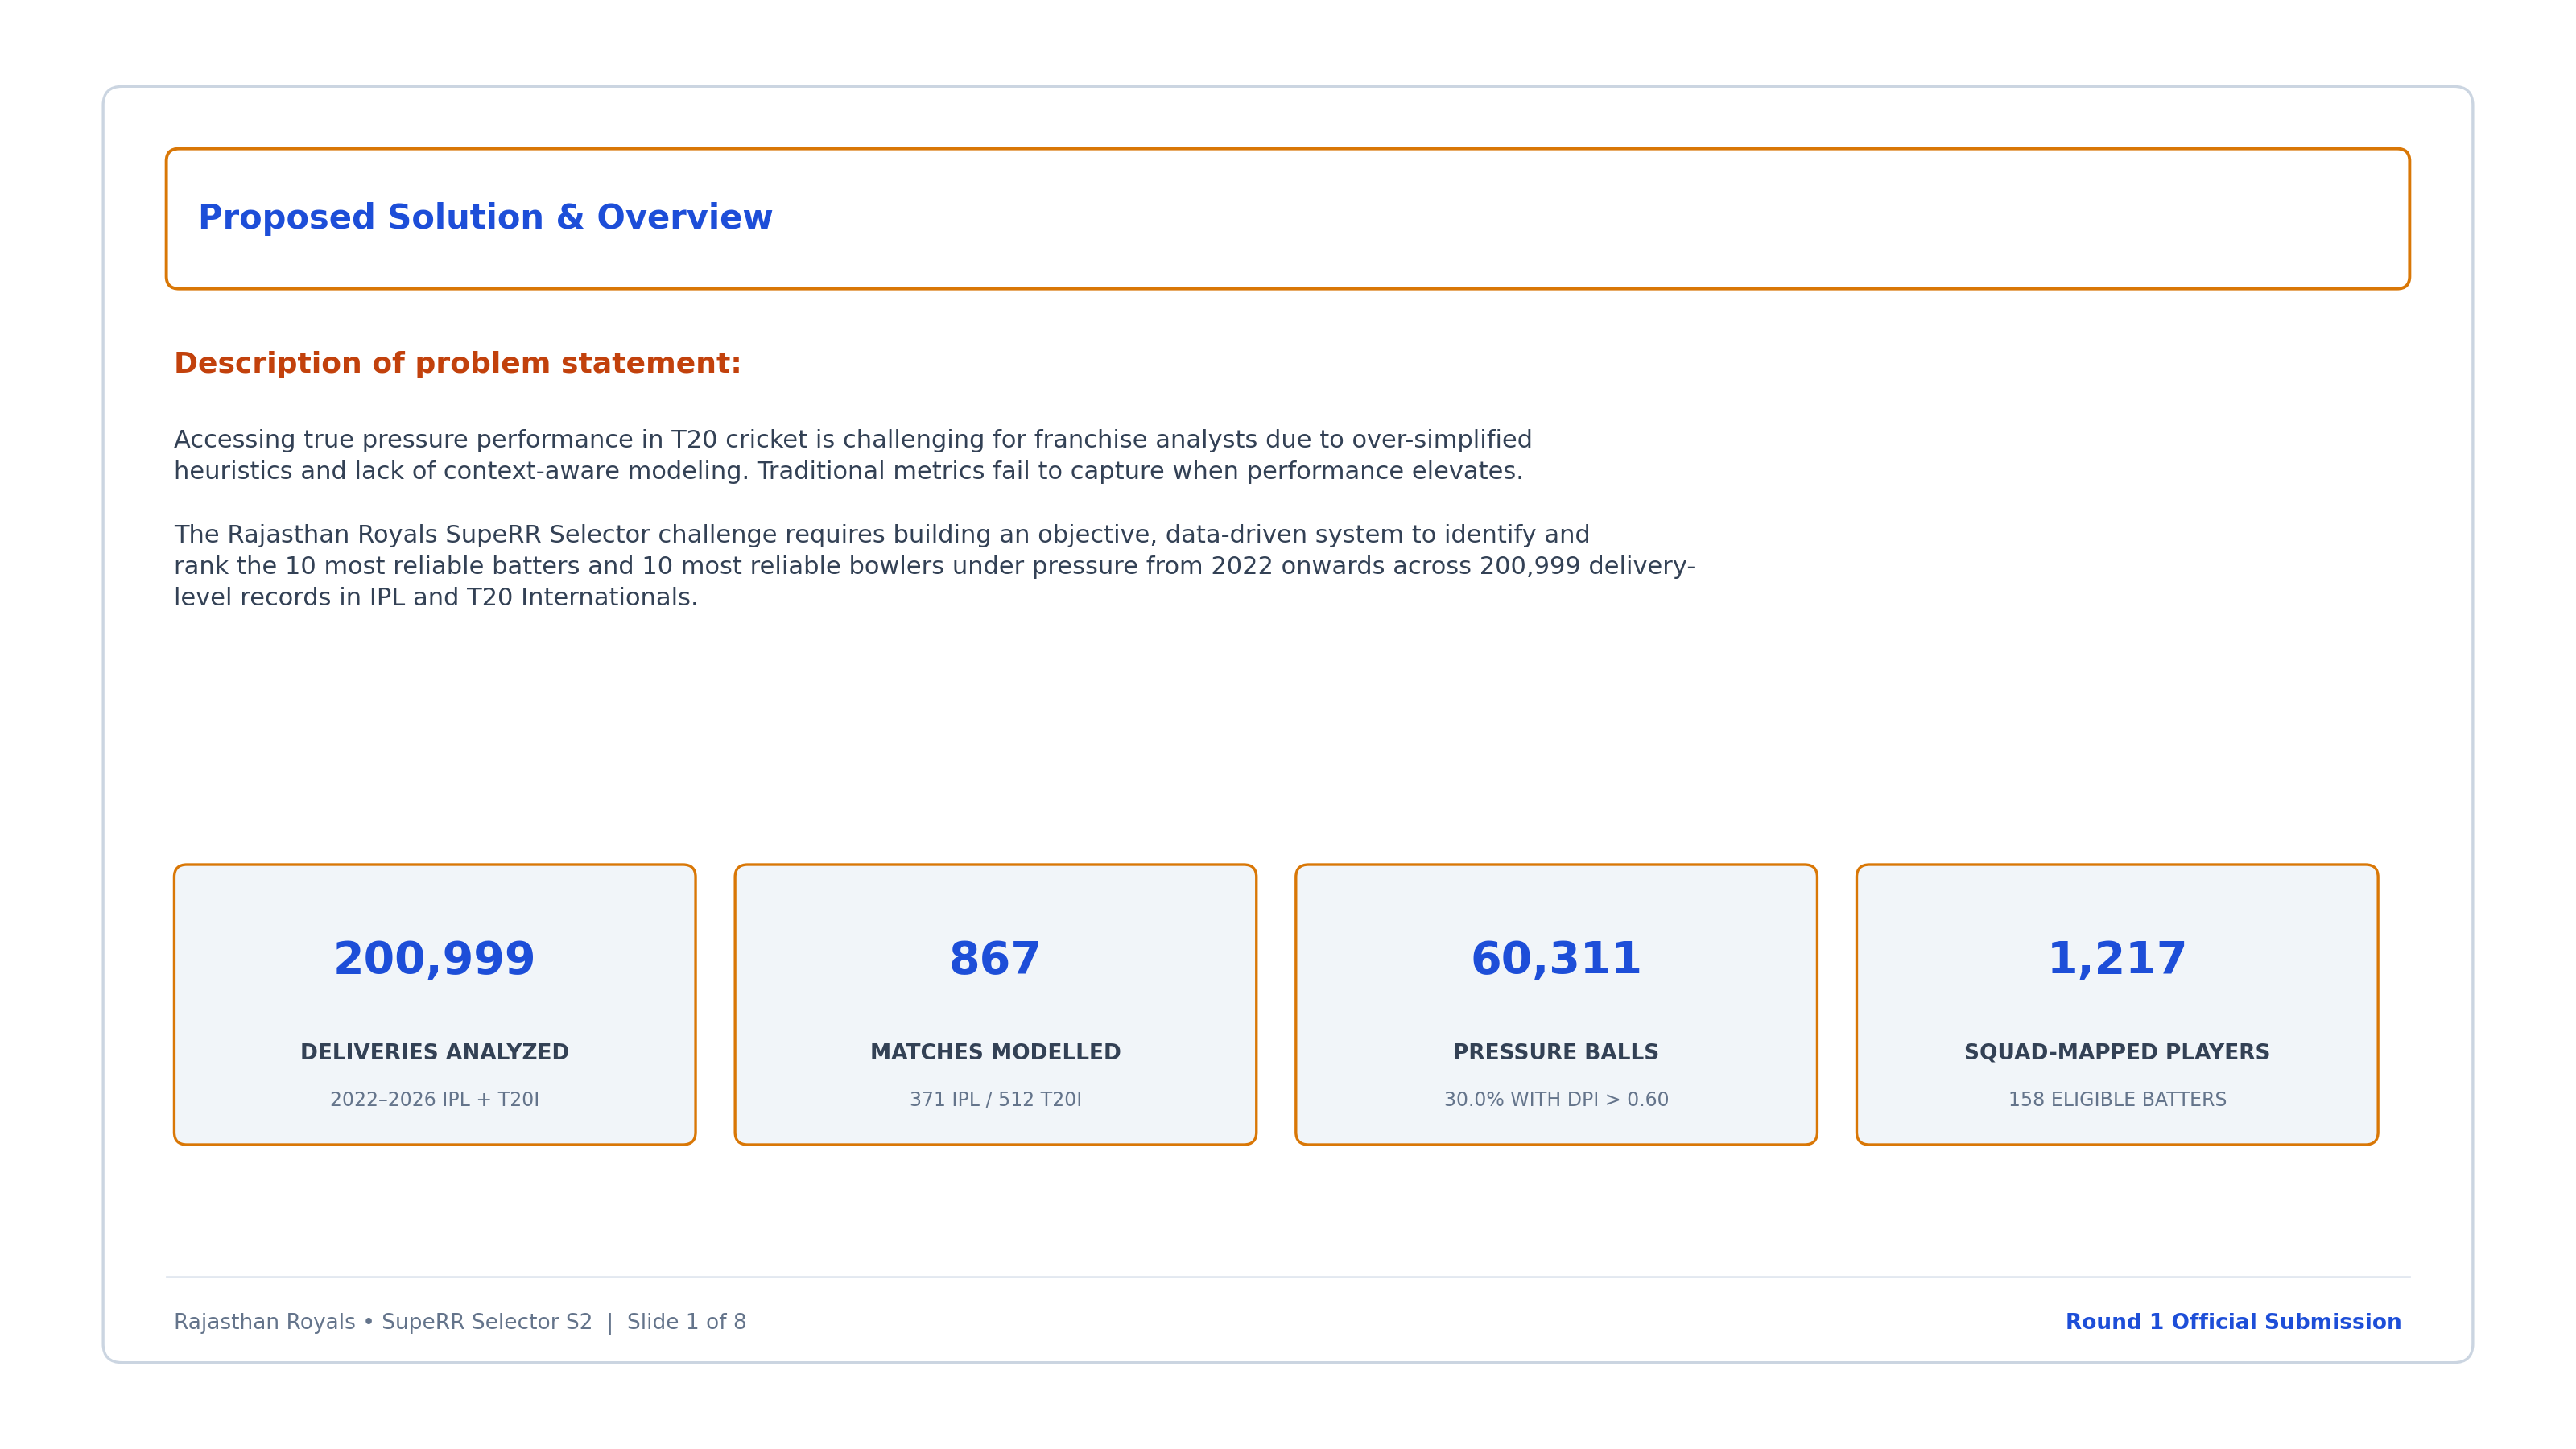 Proposed Solution & Overview
Description of problem statement:
Accessing true pressure performance in T20 cricket is challenging for franchise analysts due to over-simplified
heuristics and lack of context-aware modeling. Traditional metrics fail to capture when performance elevates.
The Rajasthan Royals SupeRR Selector challenge requires building an objective, data-driven system to identify and
rank the 10 most reliable batters and 10 most reliable bowlers under pressure from 2022 onwards across 200,999 delivery-
level records in IPL and T20 Internationals.
200,999
DELIVERIES ANALYZED
2022–2026 IPL + T20I
867
MATCHES MODELLED
371 IPL / 512 T20I
60,311
PRESSURE BALLS
30.0% WITH DPI > 0.60
1,217
SQUAD-MAPPED PLAYERS
158 ELIGIBLE BATTERS
Rajasthan Royals • SupeRR Selector S2 | Slide 1 of 8
Round 1 Official Submission